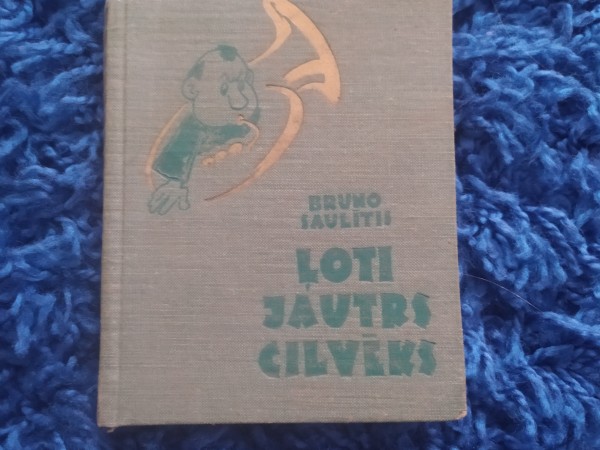 BRUNO
SAULĪTIS
ĻOTI
JAUTRS
CILVĒKS